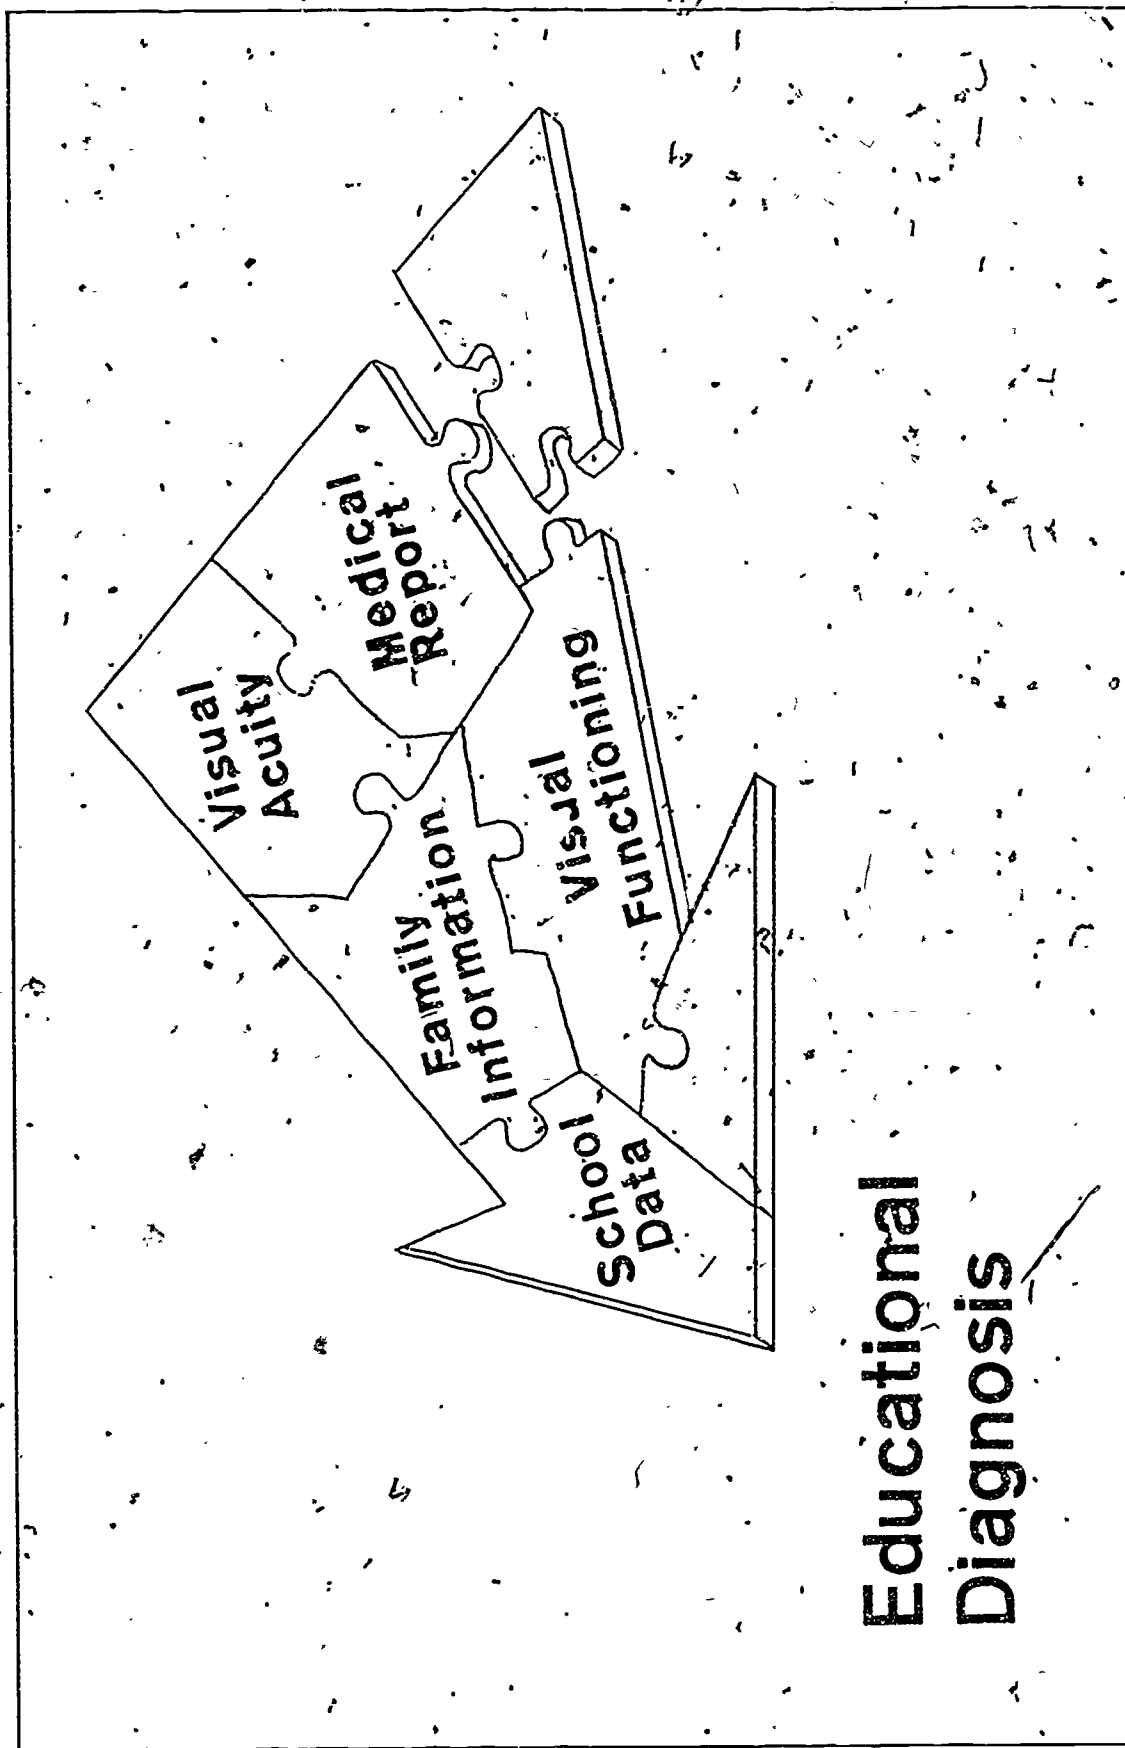 Visual
Acuity
Medical
Report
Family
Information
Visual
Functioning
School
Data
Educational
Diagnosis